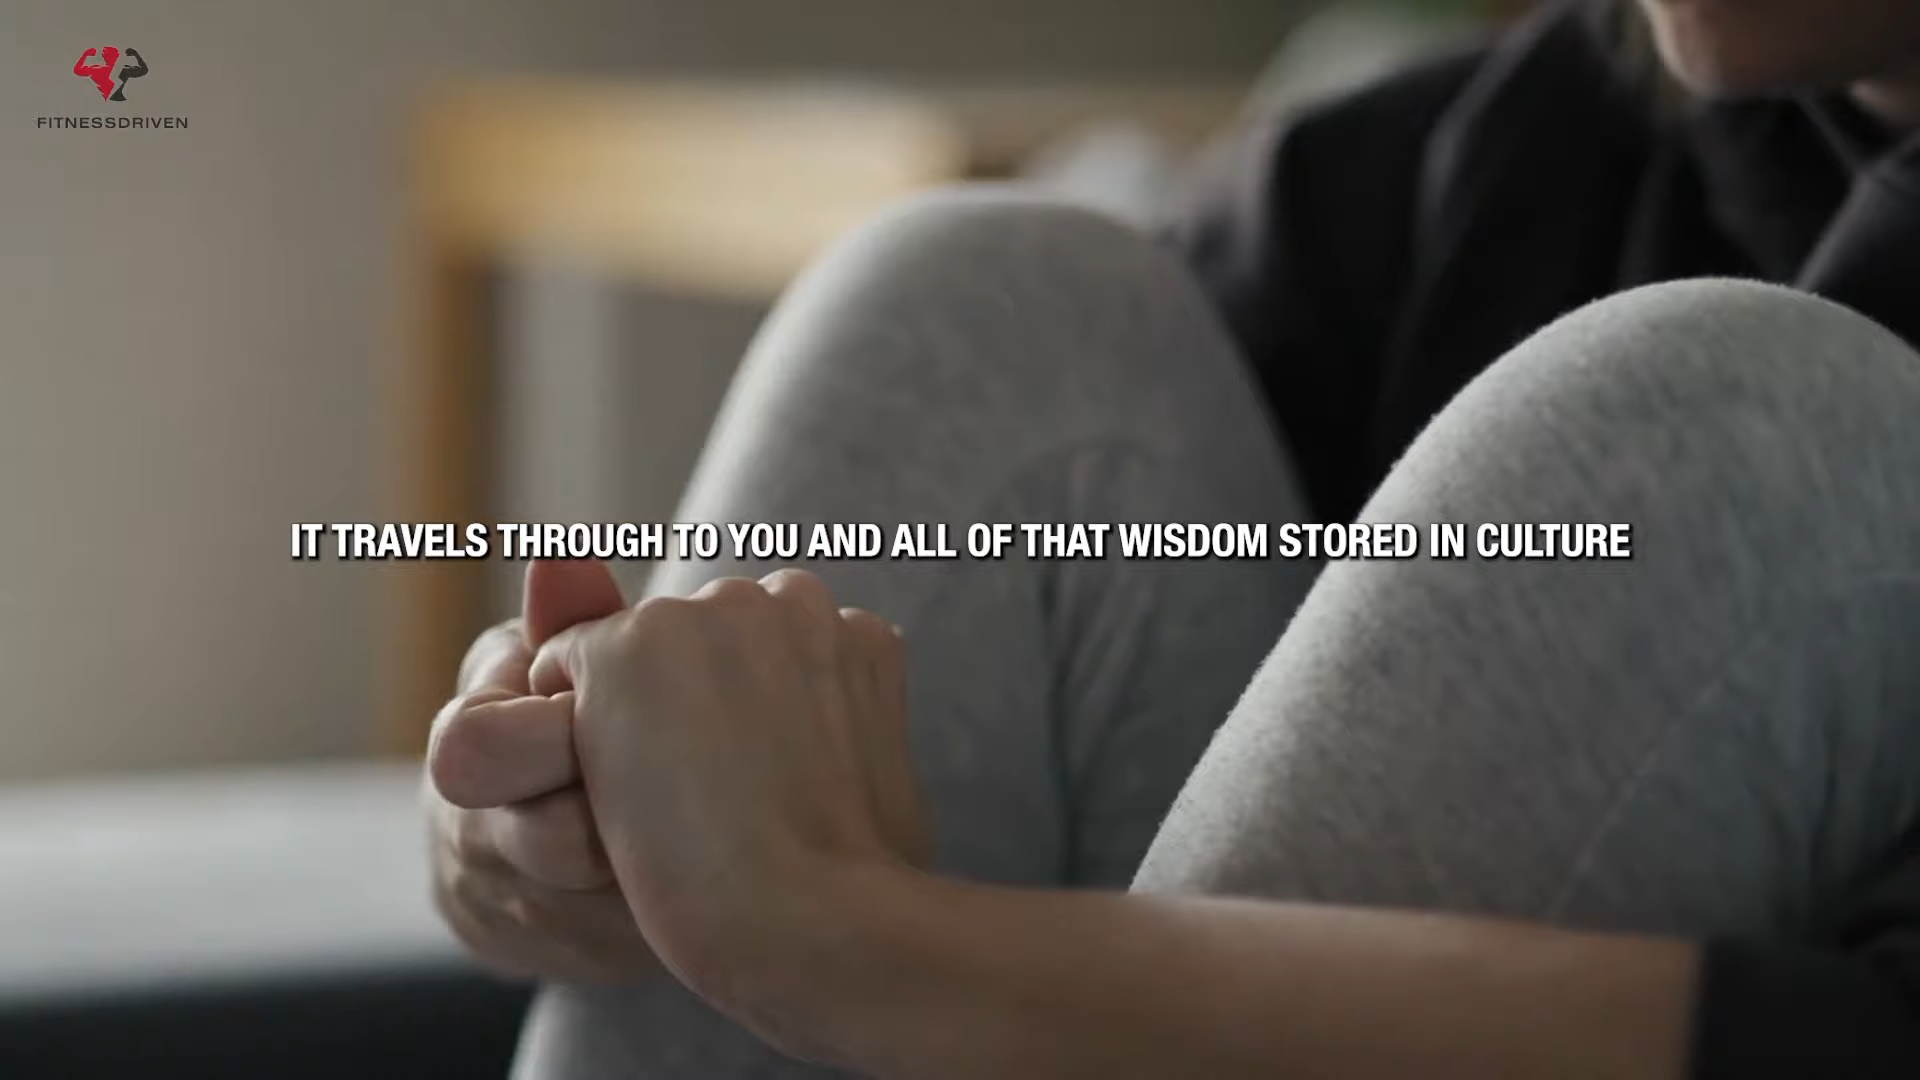 FITNESSDRIVEN
IT TRAVELS THROUGH TO YOU AND ALL OF THAT WISDOM STORED IN CULTURE